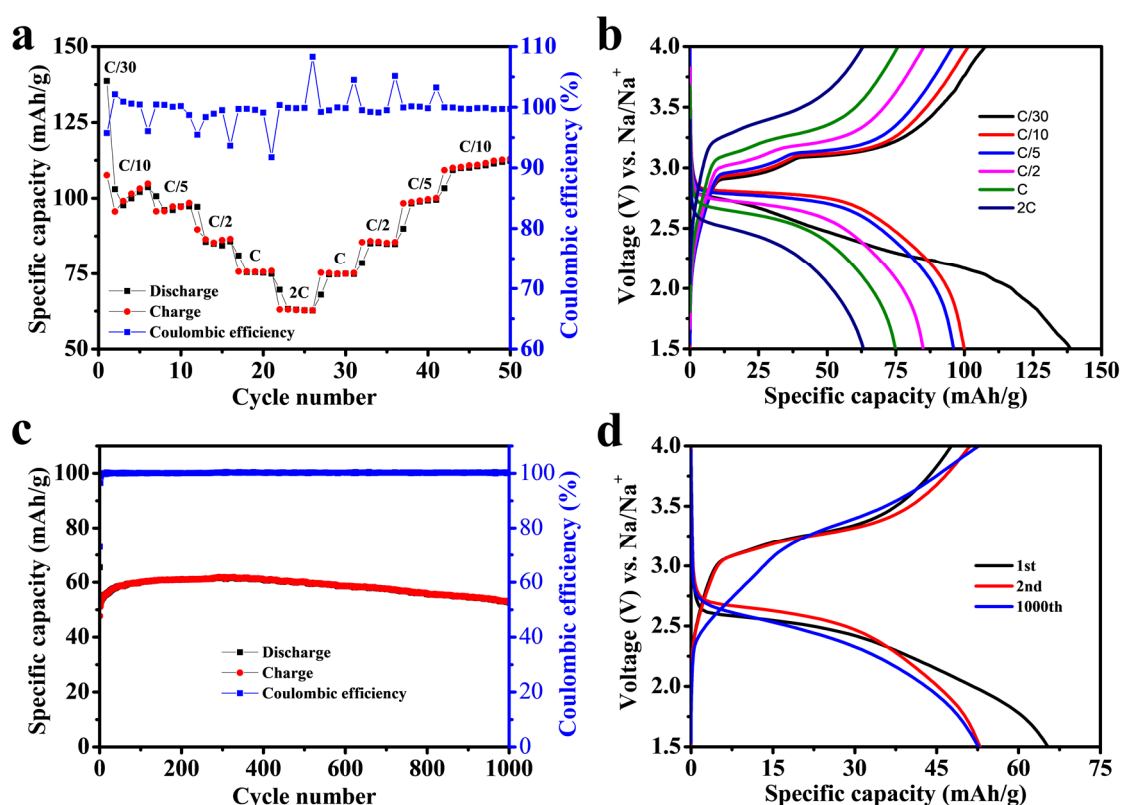 a
150
125
100
75
50
Specific capacity (mAh/g)
C/30
C/10
C/5
C/2
C
2C
C
C/2
C/5
C/10
Discharge
Charge
Coulombic efficiency
110
100
90
80
70
60
Coulombic efficiency (%)
0 10 20 30 40 50
Cycle number
b
4.0
3.5
3.0
2.5
2.0
1.5
Voltage (V) vs. Na/Na+
C/30
C/10
C/5
C/2
C
2C
0 25 50 75 100 125 150
Specific capacity (mAh/g)
c
100
80
60
40
20
0
Specific capacity (mAh/g)
Discharge
Charge
Coulombic efficiency
100
80
60
40
20
0
Coulombic efficiency (%)
0 200 400 600 800 1000
Cycle number
d
4.0
3.5
3.0
2.5
2.0
1.5
Voltage (V) vs. Na/Na+
1st
2nd
1000th
0 15 30 45 60 75
Specific capacity (mAh/g)